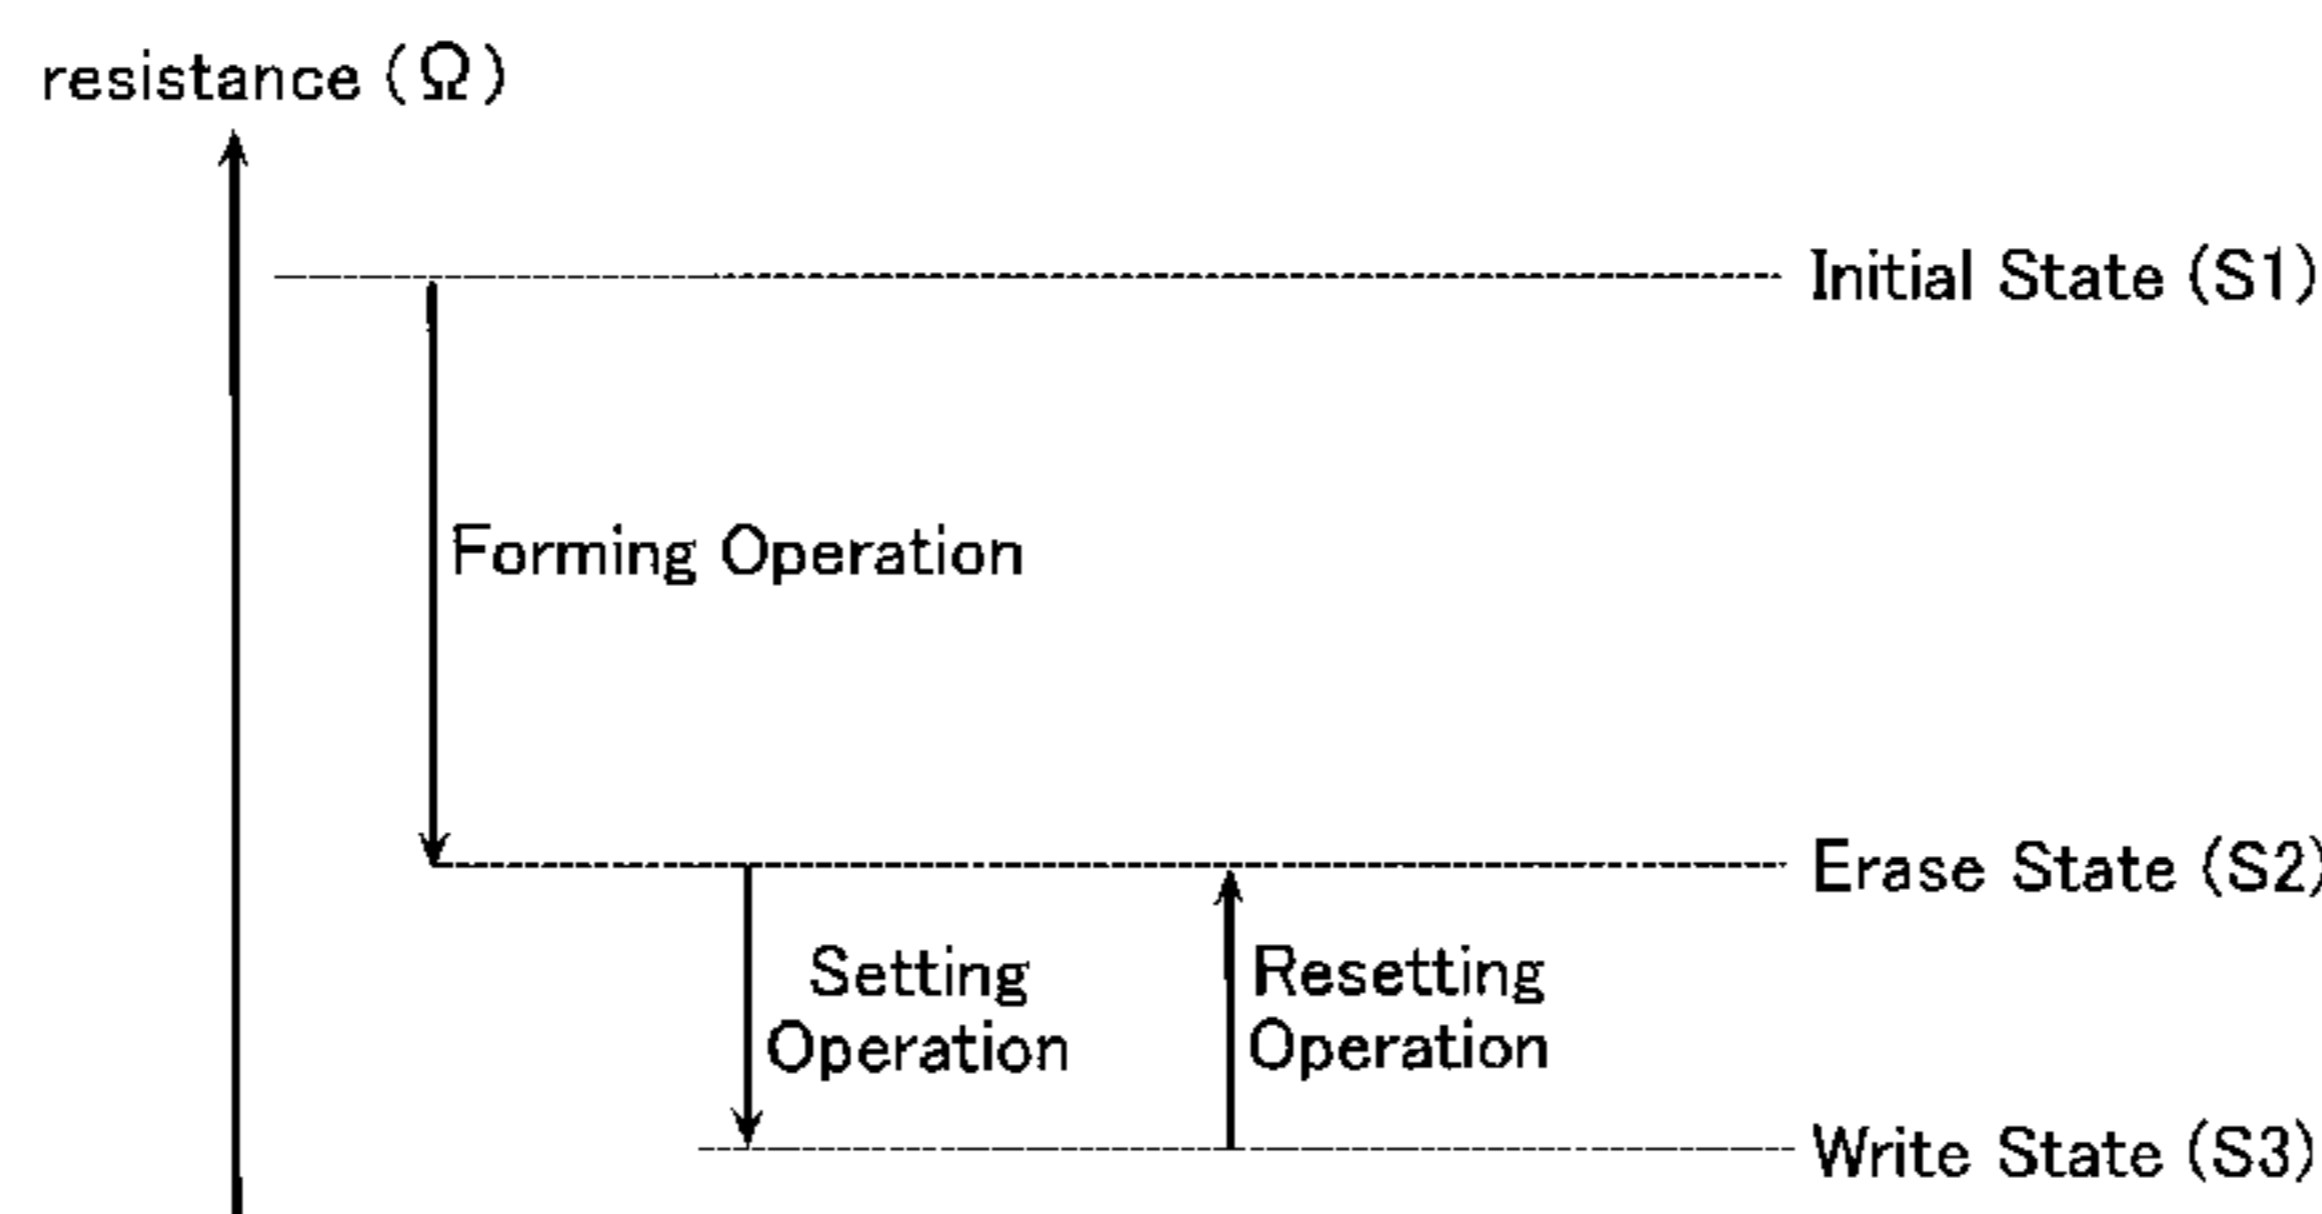 resistance (Ω)
Initial State (S1)
Forming Operation
Erase State (S2)
Setting
Operation
Resetting
Operation
Write State (S3)